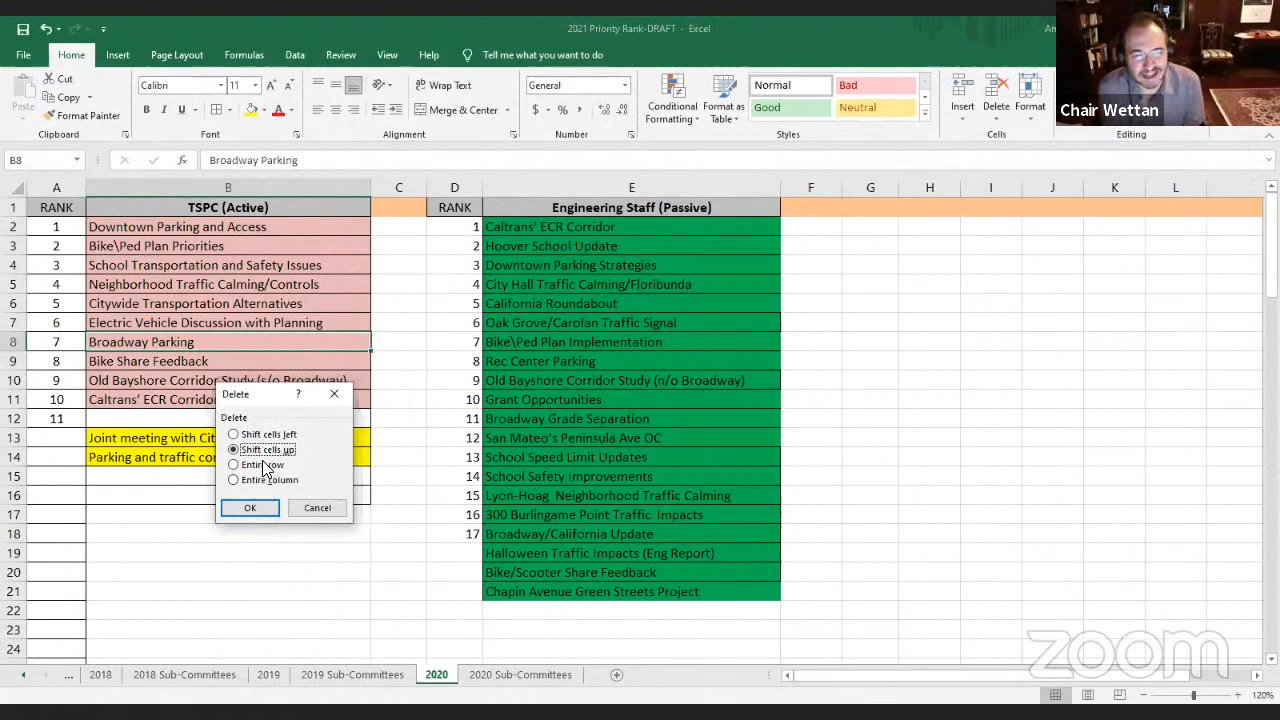 2021 Priority Rank-DRAFT - Excel
An
File Home Insert Page Layout Formulas Data Review View Help Tell me what you want to do
Cut
Copy
Format Painter
Paste
Clipboard
Calibri 11
B I U
Font
Wrap Text
Merge & Center
Alignment
General
$ % ,
Number
Conditional Formatting
Format as Table
Normal Bad
Good Neutral
Styles
Insert Delete Format
Cells
Editing
Chair Wettan
B8 fx Broadway Parking
A B C D E F G H I J K L
1 RANK TSPC (Active) RANK Engineering Staff (Passive)
2 1 Downtown Parking and Access 1 Caltrans' ECR Corridor
3 2 Bike\Ped Plan Priorities 2 Hoover School Update
4 3 School Transportation and Safety Issues 3 Downtown Parking Strategies
5 4 Neighborhood Traffic Calming/Controls 4 City Hall Traffic Calming/Floribunda
6 5 Citywide Transportation Alternatives 5 California Roundabout
7 6 Electric Vehicle Discussion with Planning 6 Oak Grove/Carolan Traffic Signal
8 7 Broadway Parking 7 Bike\Ped Plan Implementation
9 8 Bike Share Feedback 8 Rec Center Parking
10 9 Old Bayshore Corridor Study (s/o Broadway) 9 Old Bayshore Corridor Study (n/o Broadway)
11 10 Caltrans' ECR Corridor 10 Grant Opportunities
12 11 11 Broadway Grade Separation
13 Joint meeting with Cit 12 San Mateo's Peninsula Ave OC
14 Parking and traffic co 13 School Speed Limit Updates
15 14 School Safety Improvements
16 15 Lyon-Hoag Neighborhood Traffic Calming
17 16 300 Burlingame Point Traffic Impacts
18 17 Broadway/California Update
19 Halloween Traffic Impacts (Eng Report)
20 Bike/Scooter Share Feedback
21 Chapin Avenue Green Streets Project
22
23
24
Delete ?
Delete
Shift cells left
Shift cells up
Entire row
Entire column
OK Cancel
zoom
... 2018 2018 Sub-Committees 2019 2019 Sub-Committees 2020 2020 Sub-Committees
120%